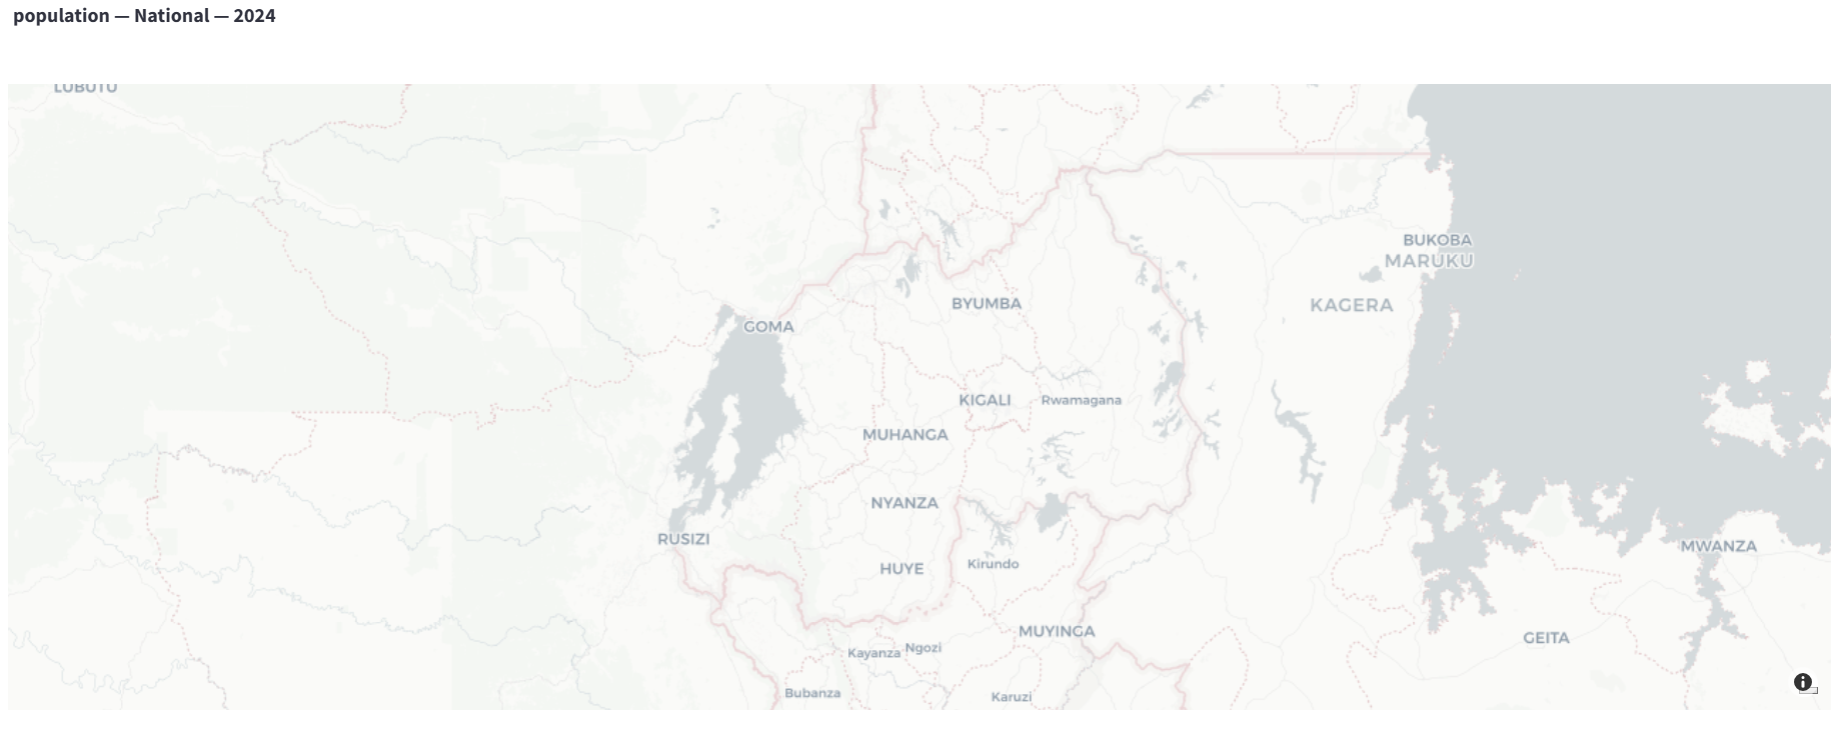 population — National — 2024
LUBUTU
BUKOBA
MARUKU
BYUMBA
KAGERA
GOMA
KIGALI
Rwamagana
MUHANGA
NYANZA
RUSIZI
MWANZA
Kirundo
HUYE
MUYINGA
GEITA
Kayanza
Ngozi
Bubanza
Karuzi